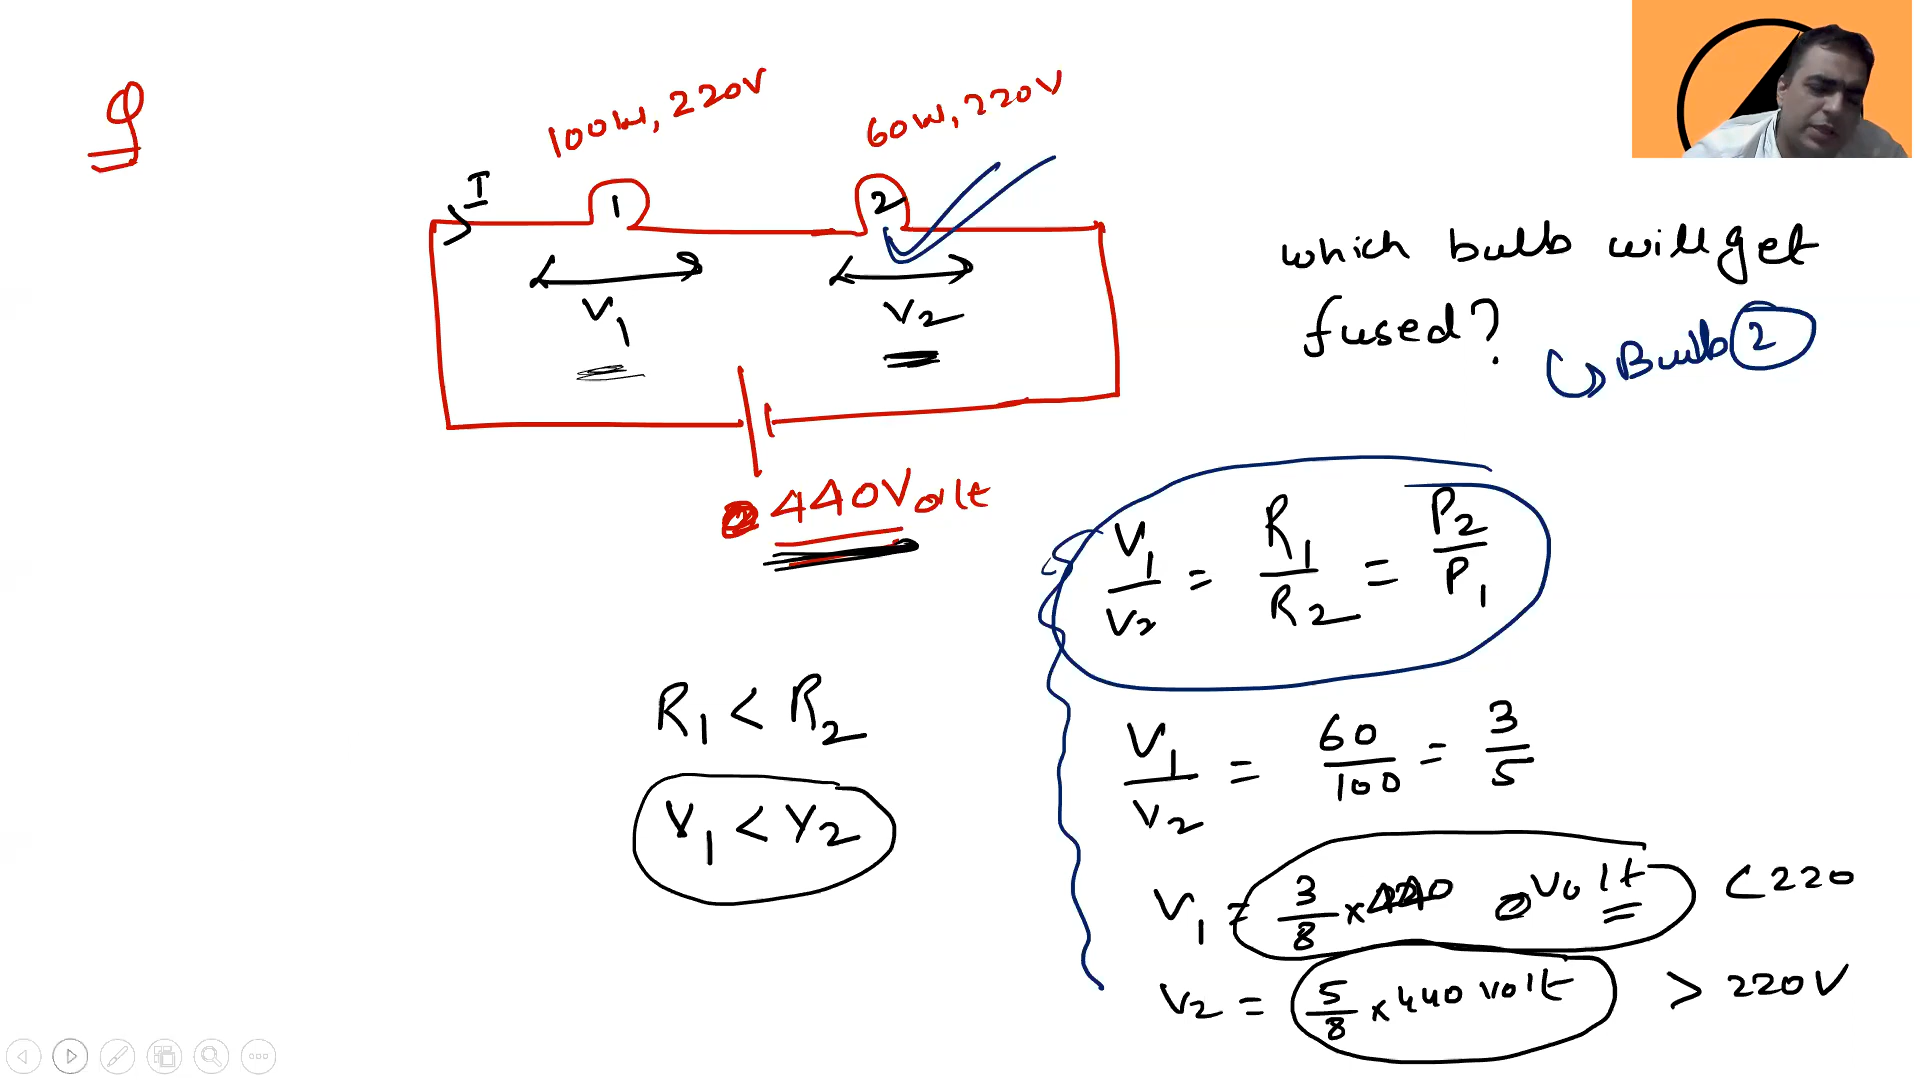 Q
100W, 220V
60W, 220V
I
1
2
V1
V2
440Volt
which bulb will get
fused?
Bulb 2
V1/V2 = R1/R2 = P2/P1
R1 < R2
V1 < V2
V1/V2 = 60/100 = 3/5
V1 = 3/8 × 440 Volt < 220
V2 = 5/8 × 440 volt > 220V